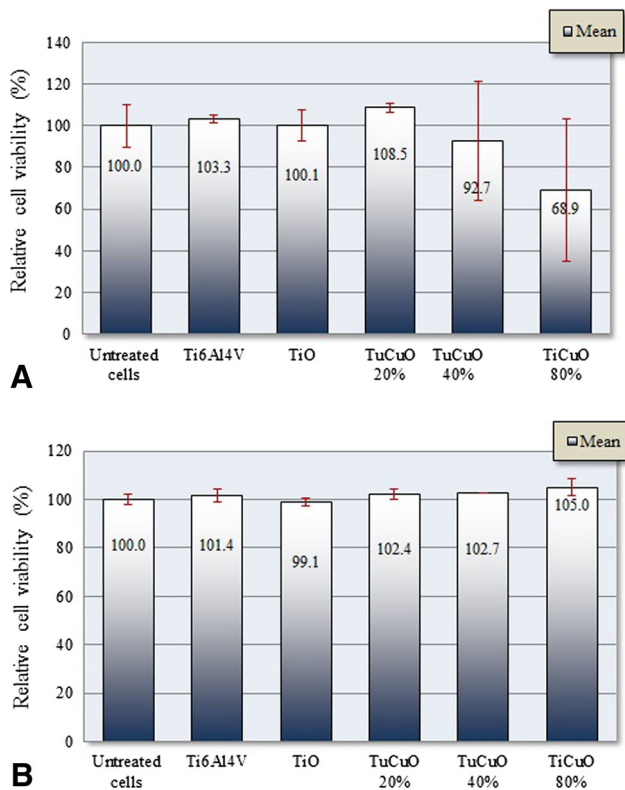 Mean
Relative cell viability (%)
140
120
100
80
60
40
20
0
100.0
103.3
100.1
108.5
92.7
68.9
Untreated
cells
Ti6Al4V
TiO
TuCuO
20%
TuCuO
40%
TiCuO
80%
A
Mean
Relative cell viability (%)
120
100
80
60
40
20
0
100.0
101.4
99.1
102.4
102.7
105.0
Untreated
cells
Ti6Al4V
TiO
TuCuO
20%
TuCuO
40%
TiCuO
80%
B